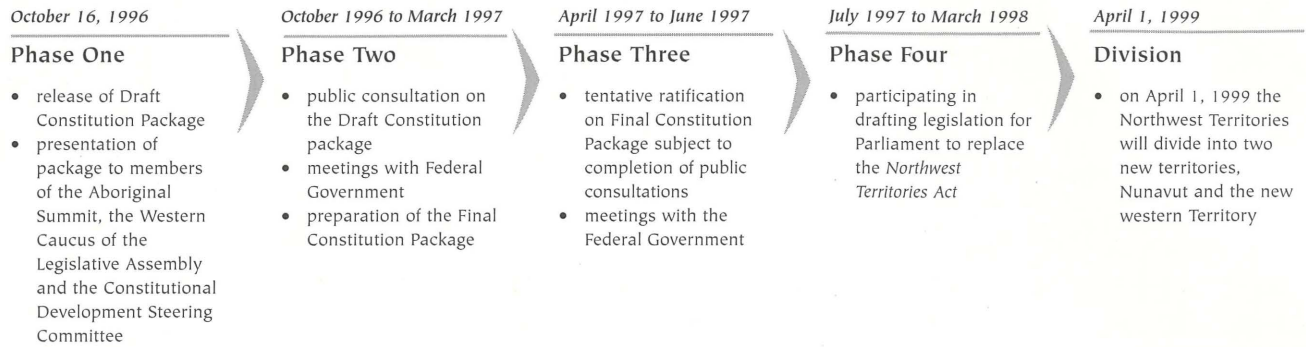 October 16, 1996
Phase One
• release of Draft
Constitution Package
• presentation of
package to members
of the Aboriginal
Summit, the Western
Caucus of the
Legislative Assembly
and the Constitutional
Development Steering
Committee
October 1996 to March 1997
Phase Two
• public consultation on
the Draft Constitution
package
• meetings with Federal
Government
• preparation of the Final
Constitution Package
April 1997 to June 1997
Phase Three
• tentative ratification
on Final Constitution
Package subject to
completion of public
consultations
• meetings with the
Federal Government
July 1997 to March 1998
Phase Four
• participating in
drafting legislation for
Parliament to replace
the Northwest
Territories Act
April 1, 1999
Division
• on April 1, 1999 the
Northwest Territories
will divide into two
new territories,
Nunavut and the new
western Territory